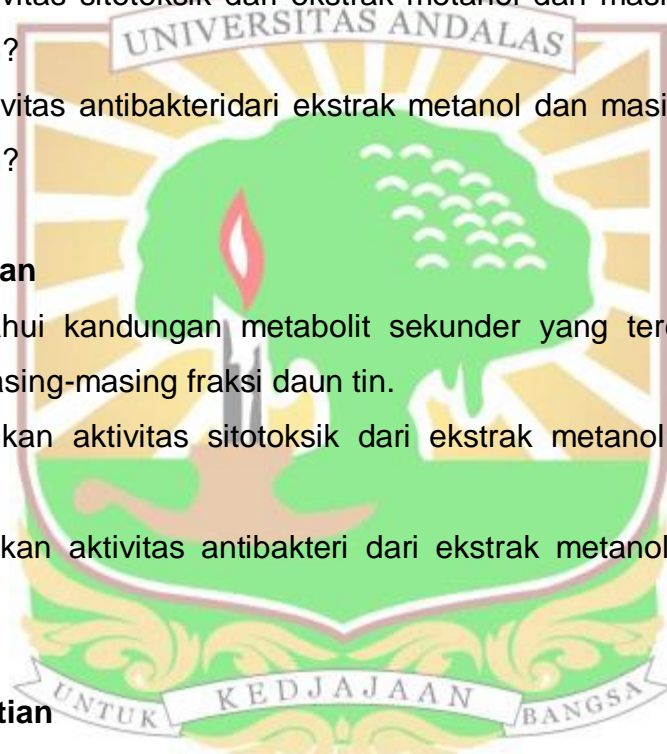 vitas sitotoksik dari ekstrak metanol dan masi
?
UNIVERSITAS ANDALAS
vitas antibakteridari ekstrak metanol dan masi
?
an
hui kandungan metabolit sekunder yang ter
asing-masing fraksi daun tin.
kan aktivitas sitotoksik dari ekstrak metanol
kan aktivitas antibakteri dari ekstrak metanol
UNTUK KEDJAJAAN BANGSA
tian